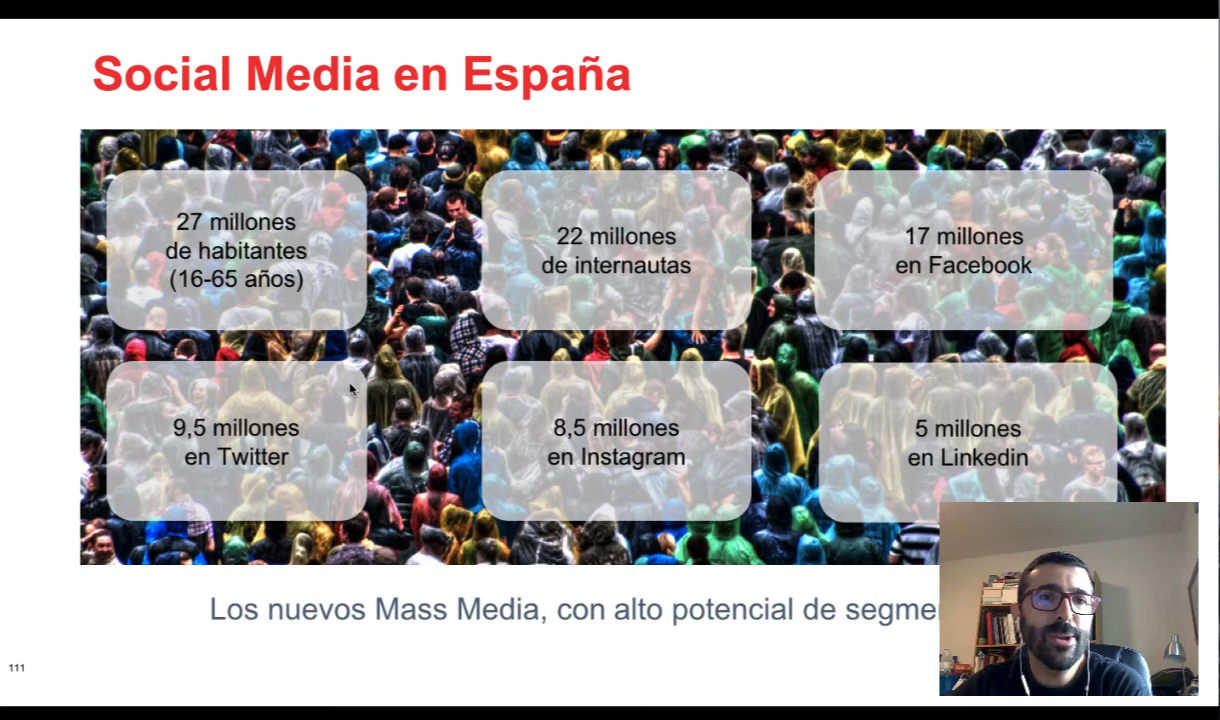 Social Media en España
27 millones
de habitantes
(16-65 años)
22 millones
de internautas
17 millones
en Facebook
9,5 millones
en Twitter
8,5 millones
en Instagram
5 millones
en Linkedin
Los nuevos Mass Media, con alto potencial de
111